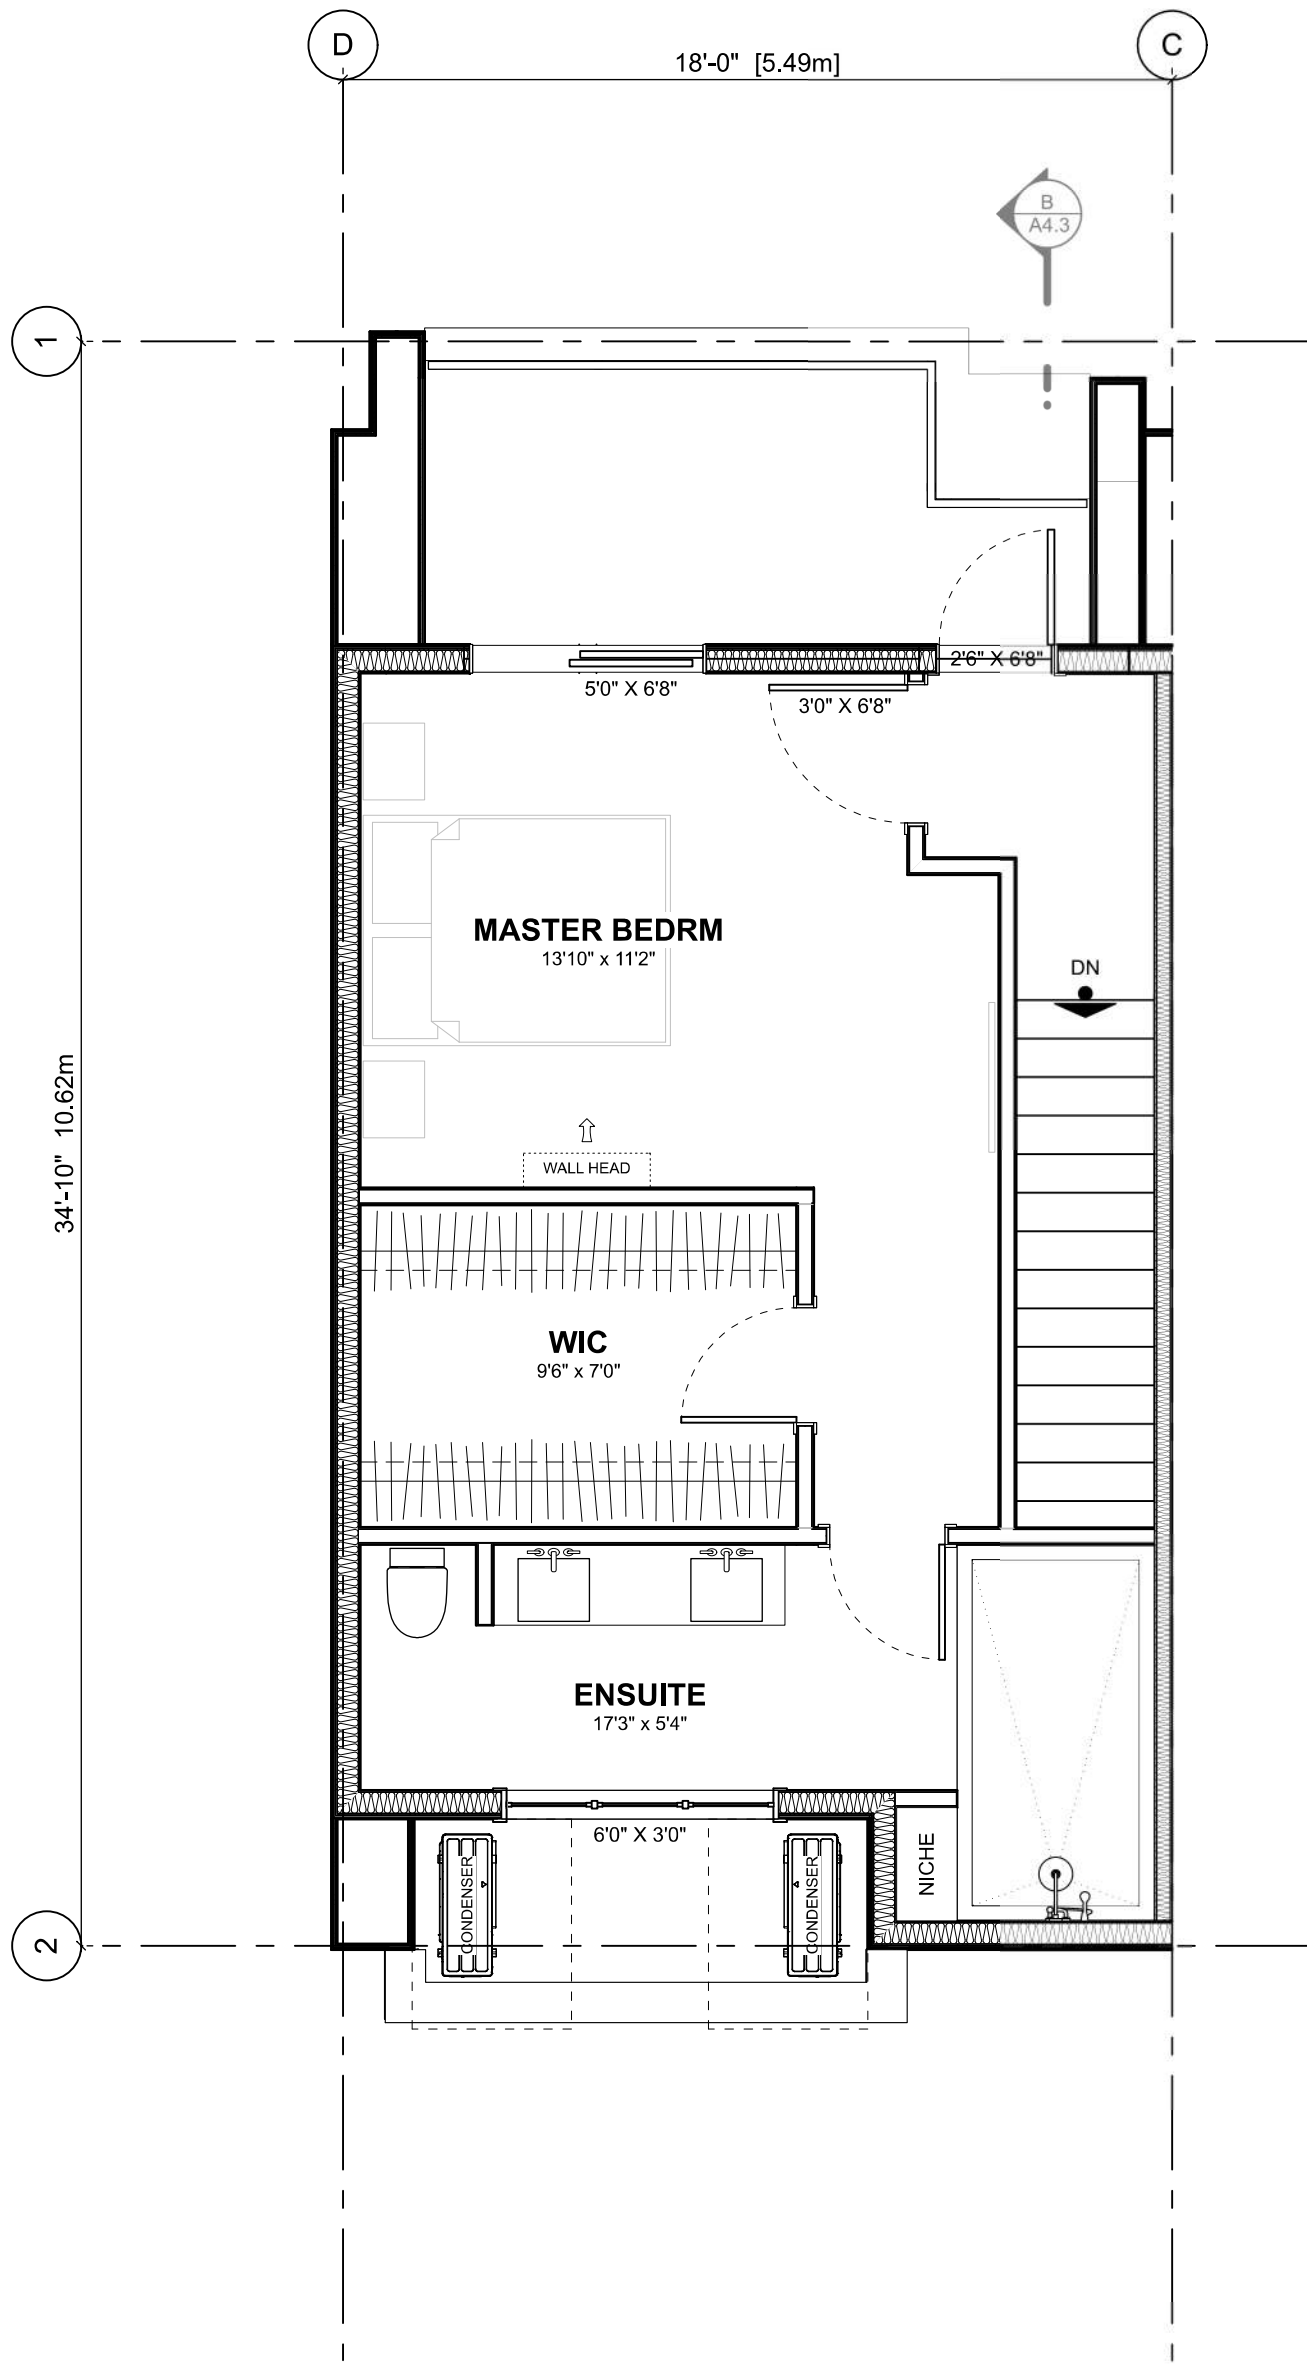 D
C
18'-0" [5.49m]
B
A4.3
1
2'6" X 6'8"
5'0" X 6'8"
3'0" X 6'8"
MASTER BEDRM
13'10" x 11'2"
DN
34'-10" 10.62m
WALL HEAD
WIC
9'6" x 7'0"
ENSUITE
17'3" x 5'4"
6'0" X 3'0"
CONDENSER
CONDENSER
NICHE
2